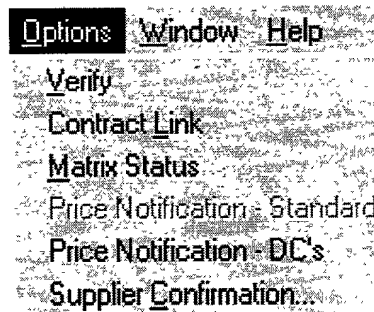 Options Window Help
Verify
Contract Link
Matrix Status
Price Notification - Standard
Price Notification - DC's
Supplier Confirmation...